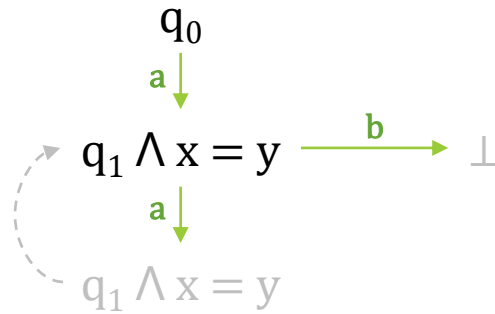 q₀
a
q₁ ∧ x = y
b
⊥
a
q₁ ∧ x = y